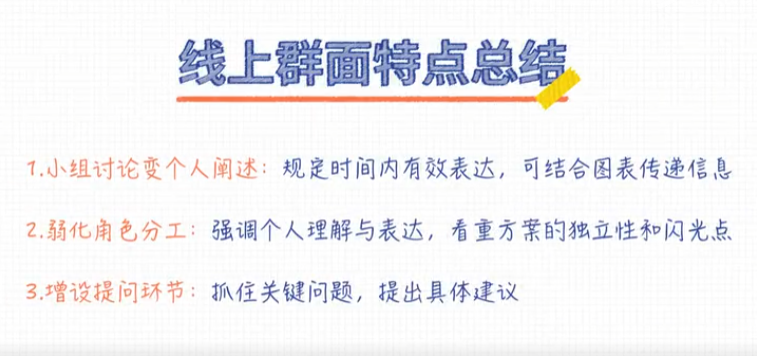 线上群面特点总结
1.小组讨论变个人阐述：规定时间内有效表达，可结合图表传递信息
2.弱化角色分工：强调个人理解与表达，看重方案的独立性和闪光点
3.增设提问环节：抓住关键问题，提出具体建议